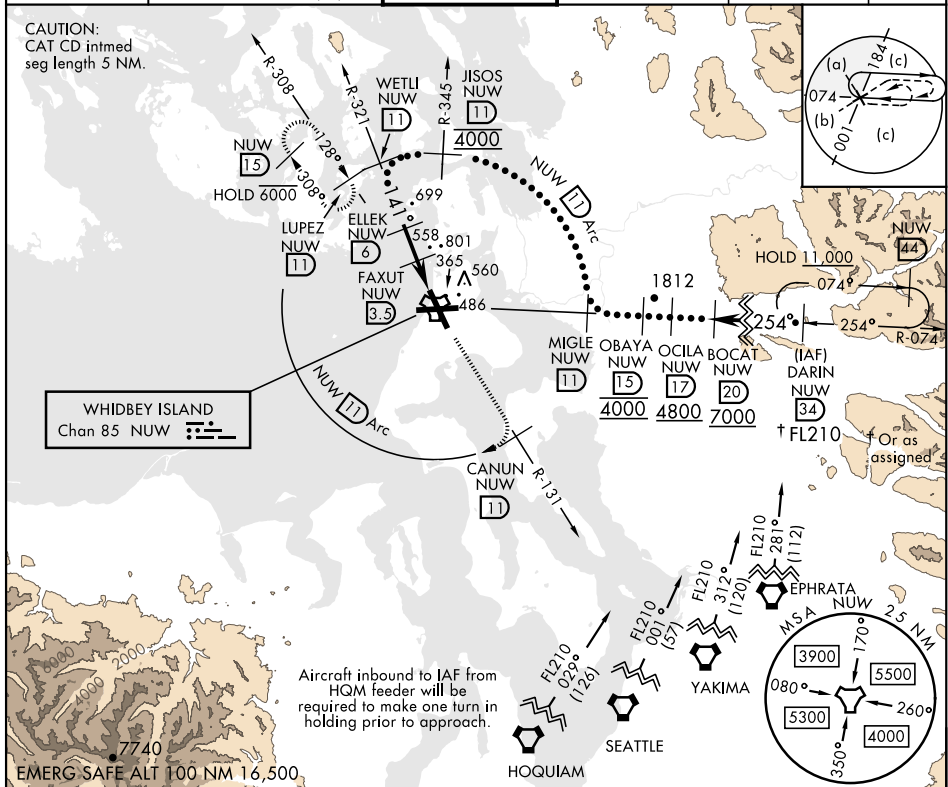 CAUTION:
CAT CD intmed
seg length 5 NM.
R-308
R-321
WETLI
NUW
11
R-345
JISOS
NUW
11
4000
184
(a)
(c)
074
(b)
001
(c)
NUW
15
HOLD 6000
128°
308°
141°
699
NUW 11 Arc
LUPEZ
NUW
11
ELLEK
NUW
6
558
801
365
560
486
FAXUT
NUW
3.5
HOLD 11,000
NUW
44
074°
1812
254°
254°
R-074
MIGLE
NUW
11
OBAYA
NUW
15
4000
OCILA
NUW
17
4800
BOCAT
NUW
20
7000
(IAF)
DARIN
NUW
34
† FL210
† Or as
assigned
WHIDBEY ISLAND
Chan 85 NUW
NUW 11 Arc
CANUN
NUW
11
R-131
FL210
029°
(126)
FL210
001°
(57)
FL210
312°
(120)
FL210
281°
(112)
HOQUIAM
SEATTLE
YAKIMA
EPHRATA
Aircraft inbound to IAF from
HQM feeder will be
required to make one turn in
holding prior to approach.
MSA NUW 25 NM
3900
170°
5500
080°
260°
5300
4000
350°
6000
2000
4000
7740
EMERG SAFE ALT 100 NM 16,500